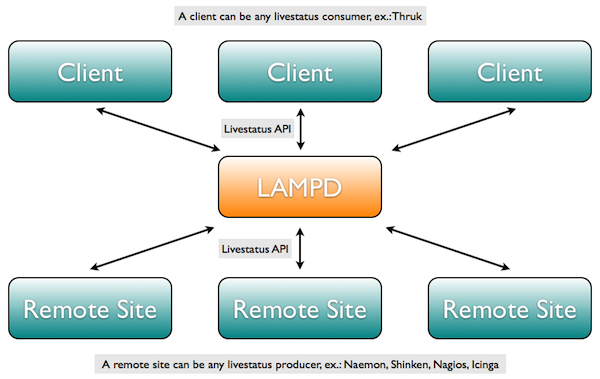 A client can be any livestatus consumer, ex.:Thruk
Client
Client
Client
Livestatus API
LAMPD
Livestatus API
Remote Site
Remote Site
Remote Site
A remote site can be any livestatus producer, ex.: Naemon, Shinken, Nagios, Icinga